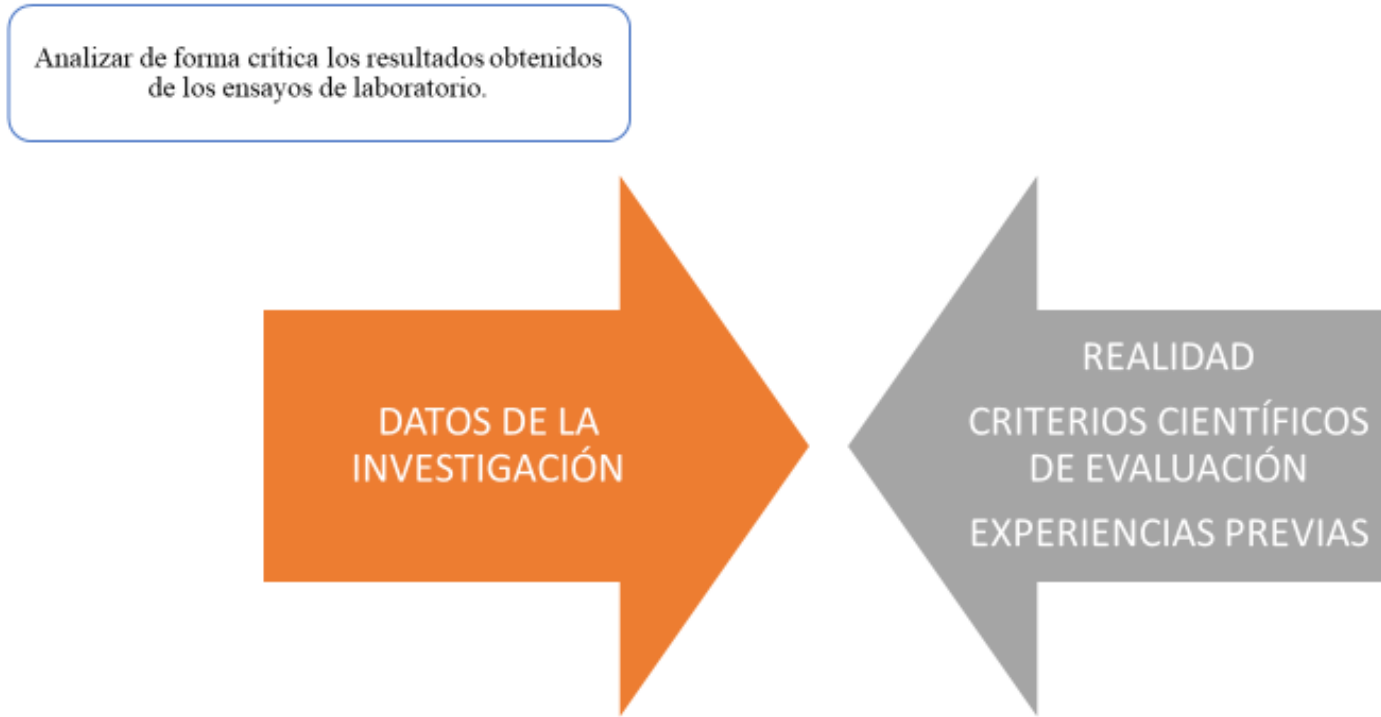 Analizar de forma crítica los resultados obtenidos
de los ensayos de laboratorio.
DATOS DE LA
INVESTIGACIÓN
REALIDAD
CRITERIOS CIENTÍFICOS
DE EVALUACIÓN
EXPERIENCIAS PREVIAS